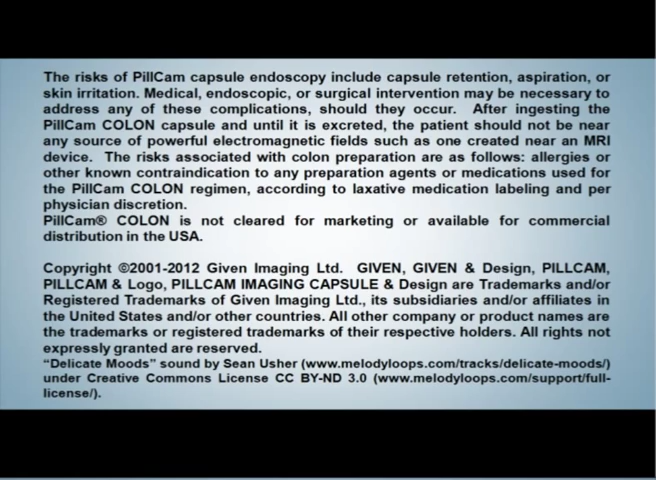 The risks of PillCam capsule endoscopy include capsule retention, aspiration, or
skin irritation. Medical, endoscopic, or surgical intervention may be necessary to
address any of these complications, should they occur. After ingesting the
PillCam COLON capsule and until it is excreted, the patient should not be near
any source of powerful electromagnetic fields such as one created near an MRI
device. The risks associated with colon preparation are as follows: allergies or
other known contraindication to any preparation agents or medications used for
the PillCam COLON regimen, according to laxative medication labeling and per
physician discretion.
PillCam® COLON is not cleared for marketing or available for commercial
distribution in the USA.
Copyright ©2001-2012 Given Imaging Ltd. GIVEN, GIVEN & Design, PILLCAM,
PILLCAM & Logo, PILLCAM IMAGING CAPSULE & Design are Trademarks and/or
Registered Trademarks of Given Imaging Ltd., its subsidiaries and/or affiliates in
the United States and/or other countries. All other company or product names are
the trademarks or registered trademarks of their respective holders. All rights not
expressly granted are reserved.
“Delicate Moods” sound by Sean Usher (www.melodyloops.com/tracks/delicate-moods/)
under Creative Commons License CC BY-ND 3.0 (www.melodyloops.com/support/full-
license/).